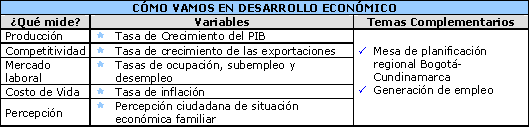 CÓMO VAMOS EN DESARROLLO ECONÓMICO
¿Qué mide? Variables Temas Complementarios
Producción Tasa de Crecimiento del PIB
Competitividad Tasa de crecimiento de las exportaciones
Mercado laboral Tasas de ocupación, subempleo y desempleo
Costo de Vida Tasa de inflación
Percepción Percepción ciudadana de situación económica familiar
Mesa de planificación
regional Bogotá-
Cundinamarca
Generación de empleo